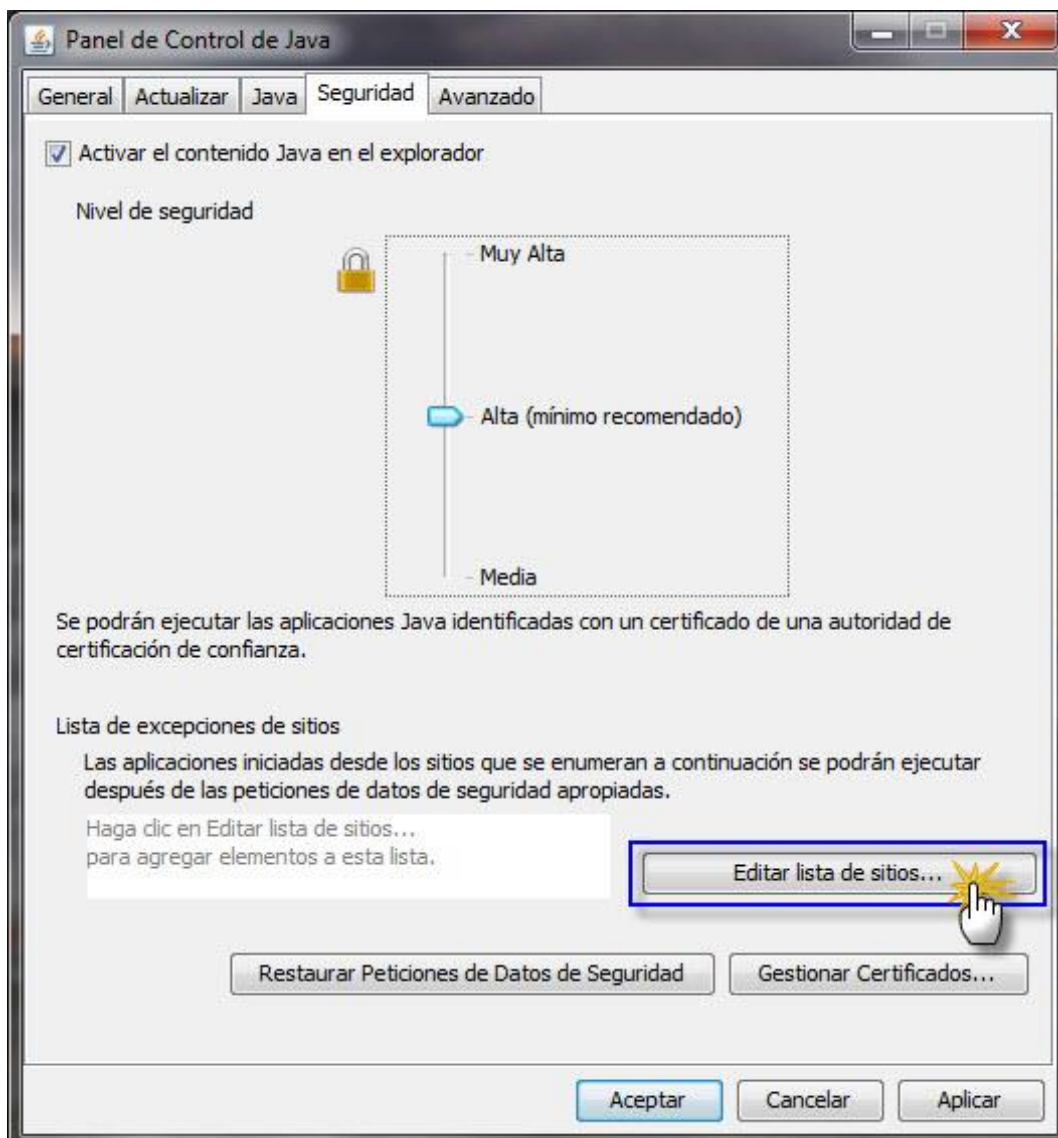 Panel de Control de Java
General Actualizar Java Seguridad Avanzado
Activar el contenido Java en el explorador
Nivel de seguridad
Muy Alta
Alta (mínimo recomendado)
Media
Se podrán ejecutar las aplicaciones Java identificadas con un certificado de una autoridad de
certificación de confianza.
Lista de excepciones de sitios
Las aplicaciones iniciadas desde los sitios que se enumeran a continuación se podrán ejecutar
después de las peticiones de datos de seguridad apropiadas.
Haga clic en Editar lista de sitios...
para agregar elementos a esta lista.
Editar lista de sitios...
Restaurar Peticiones de Datos de Seguridad Gestionar Certificados...
Aceptar Cancelar Aplicar